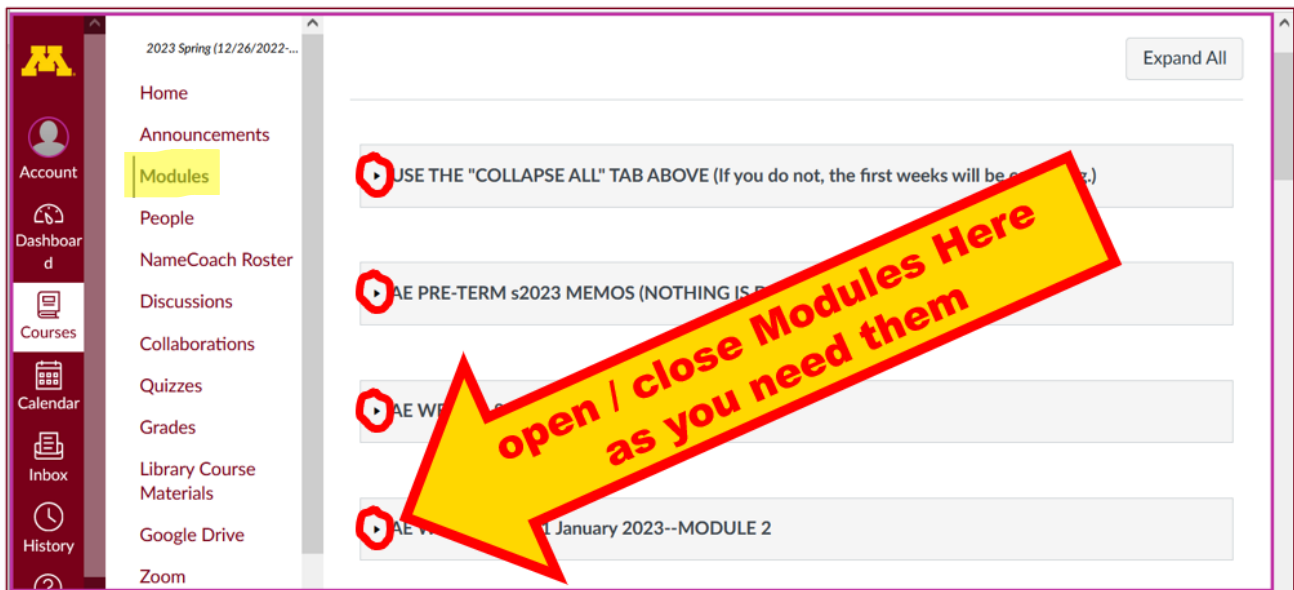 M
Account
Dashboar
d
Courses
Calendar
Inbox
History
2023 Spring (12/26/2022-...
Home
Announcements
Modules
People
NameCoach Roster
Discussions
Collaborations
Quizzes
Grades
Library Course
Materials
Google Drive
Zoom
Expand All
USE THE "COLLAPSE ALL" TAB ABOVE (If you do not, the first weeks will be
AE PRE-TERM s2023 MEMOS (NOTHING IS
AE
AE 1 January 2023--MODULE 2
open / close Modules Here
as you need them